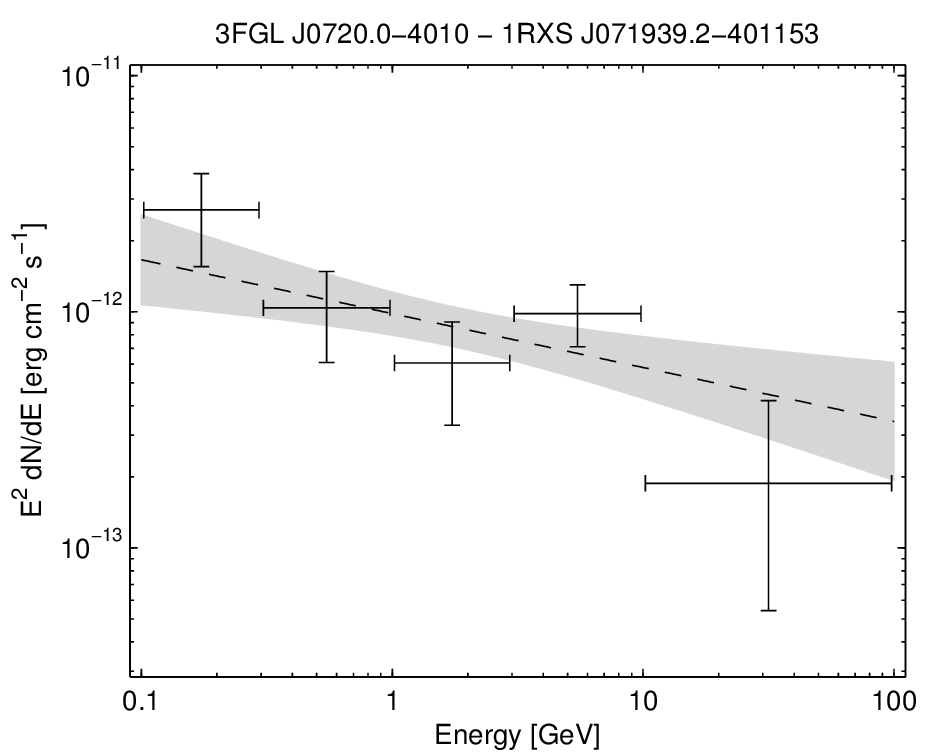 3FGL J0720.0−4010 − 1RXS J071939.2−401153
10⁻¹¹
10⁻¹²
10⁻¹³
E² dN/dE [erg cm⁻² s⁻¹]
0.1 1 10 100
Energy [GeV]